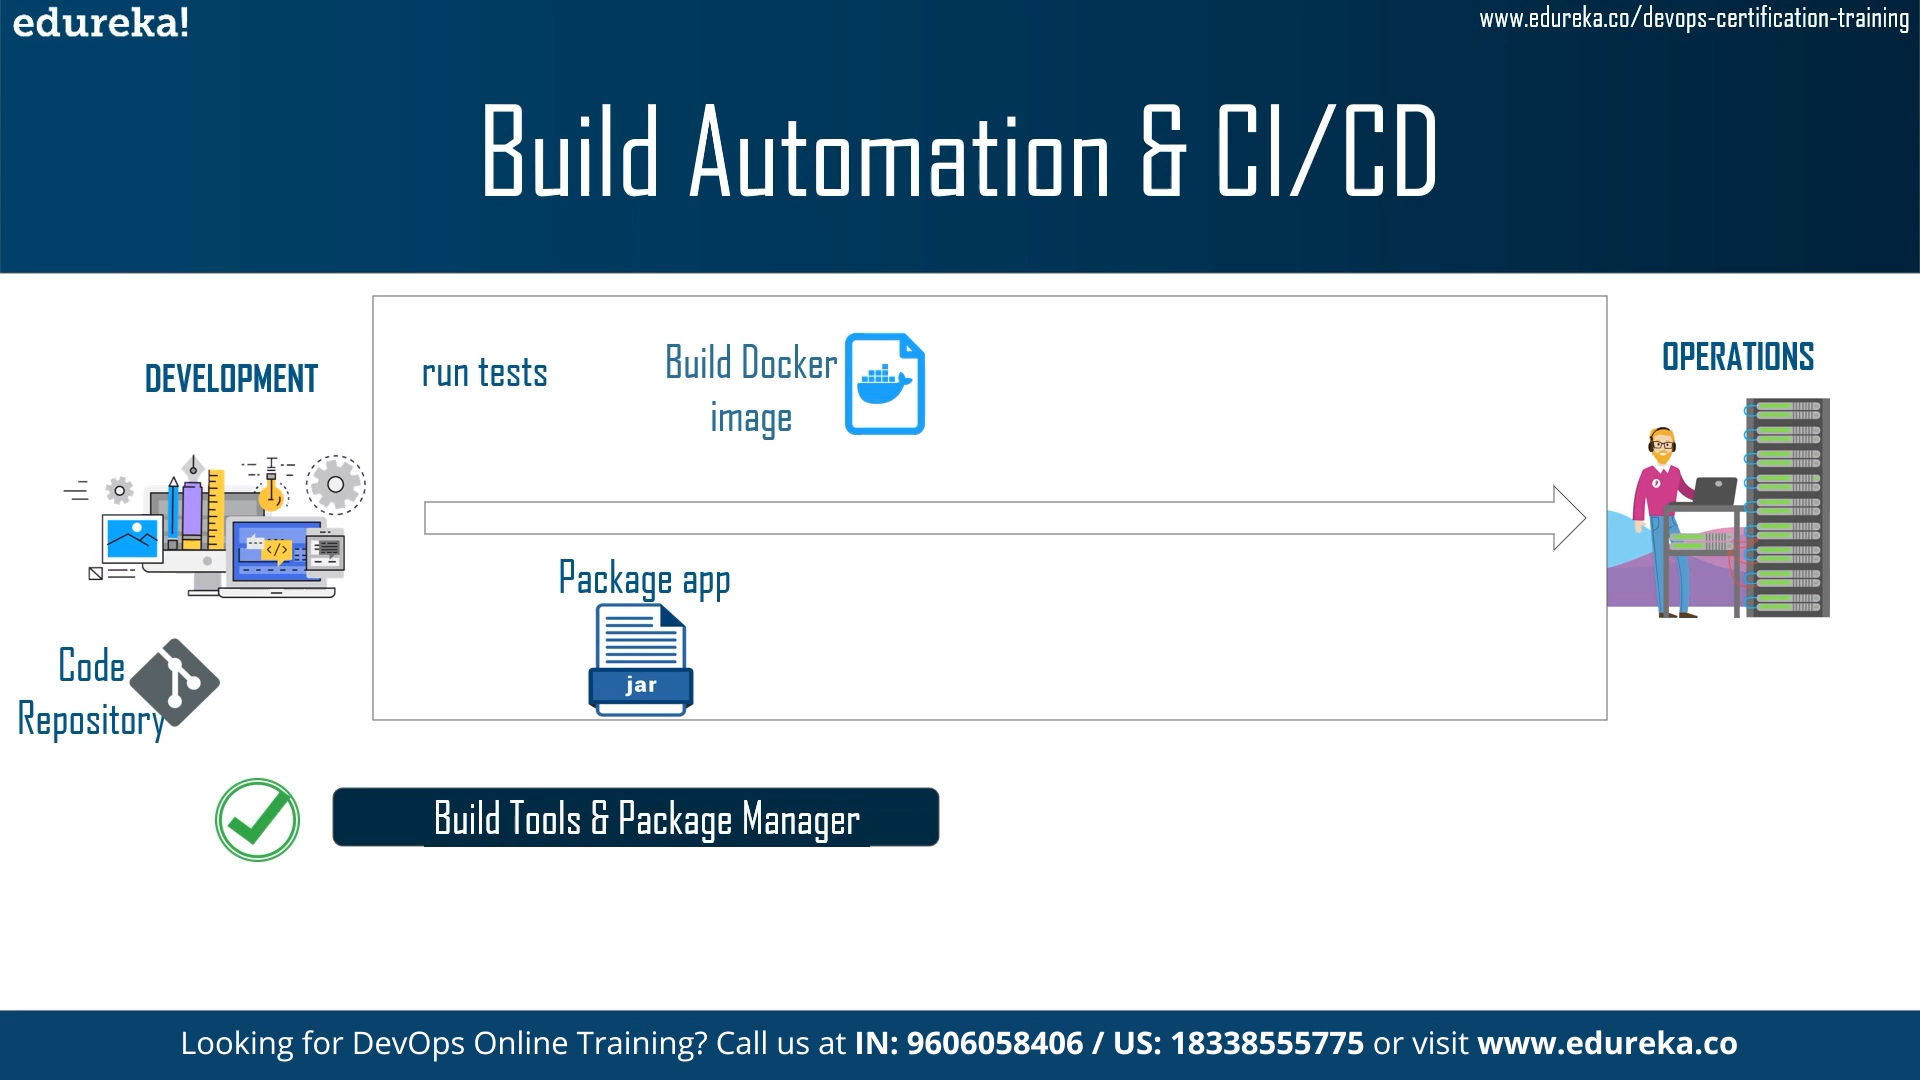 edureka!
www.edureka.co/devops-certification-training
Build Automation & CI/CD
DEVELOPMENT
run tests
Build Docker
image
OPERATIONS
Package app
jar
Code
Repository
Build Tools & Package Manager
Looking for DevOps Online Training? Call us at IN: 9606058406 / US: 18338555775 or visit www.edureka.co